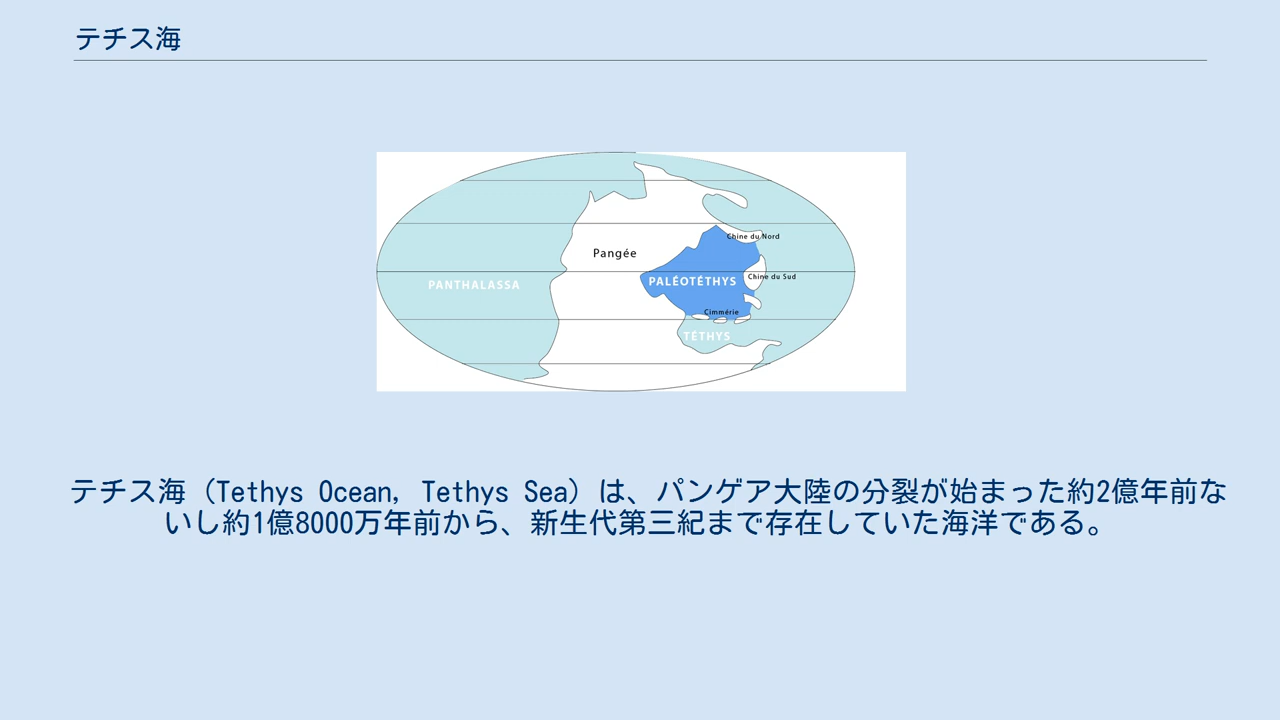 テチス海
Chine du Nord
Pangée
Chine du Sud
PALÉOTÉTHYS
PANTHALASSA
Cimmérie
TÉTHYS
テチス海（Tethys Ocean, Tethys Sea）は、パンゲア大陸の分裂が始まった約2億年前な
いし約1億8000万年前から、新生代第三紀まで存在していた海洋である。